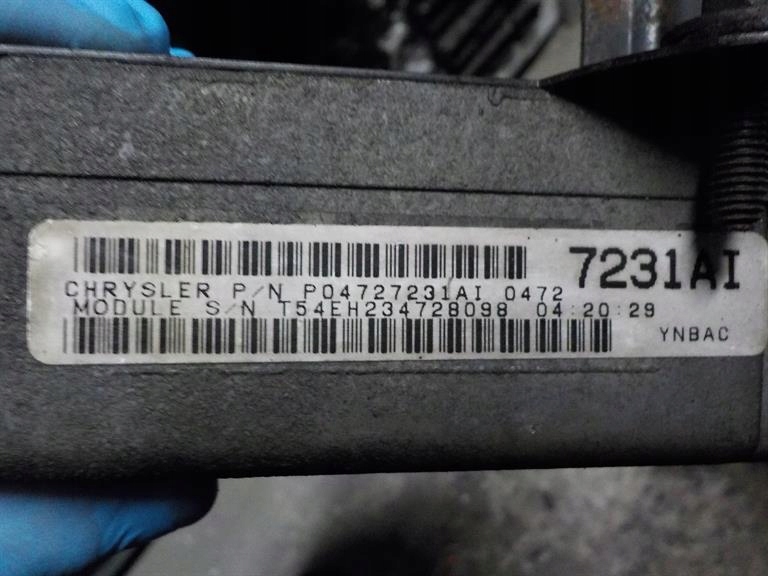 7231AI
CHRYSLER P/N P04727231AI 0472
MODULE S/N T54EH234728098 04:20:29
YNBAC